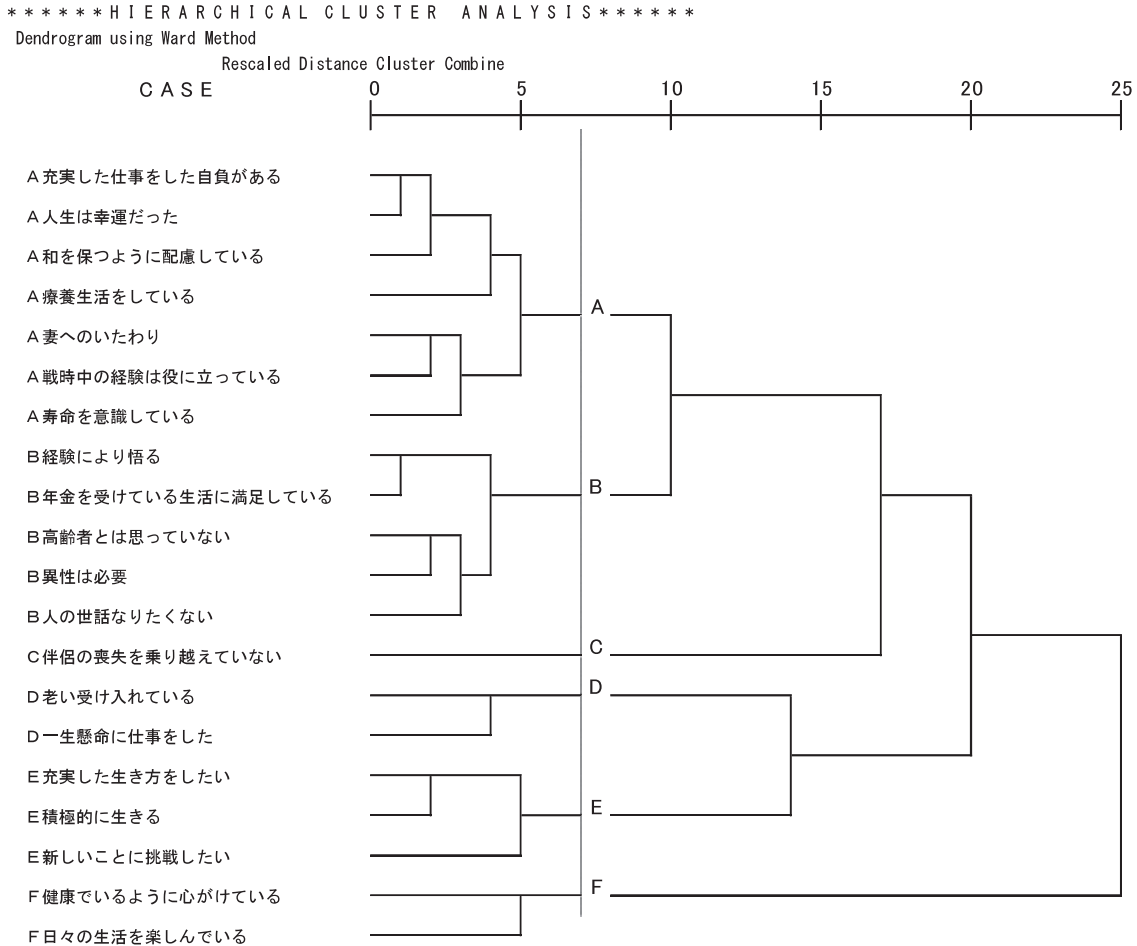 ******HIERARCHICAL CLUSTER ANALYSIS******
Dendrogram using Ward Method
Rescaled Distance Cluster Combine
CASE 0 5 10 15 20 25
A充実した仕事をした自負がある
A人生は幸運だった
A和を保つように配慮している
A療養生活をしている
A
A妻へのいたわり
A戦時中の経験は役に立っている
A寿命を意識している
B経験により悟る
B
B年金を受けている生活に満足している
B高齢者とは思っていない
B異性は必要
B人の世話なりたくない
C
C伴侶の喪失を乗り越えていない
D
D老い受け入れている
D一生懸命に仕事をした
E充実した生き方をしたい
E
E積極的に生きる
E新しいことに挑戦したい
F
F健康でいるように心がけている
F日々の生活を楽しんでいる